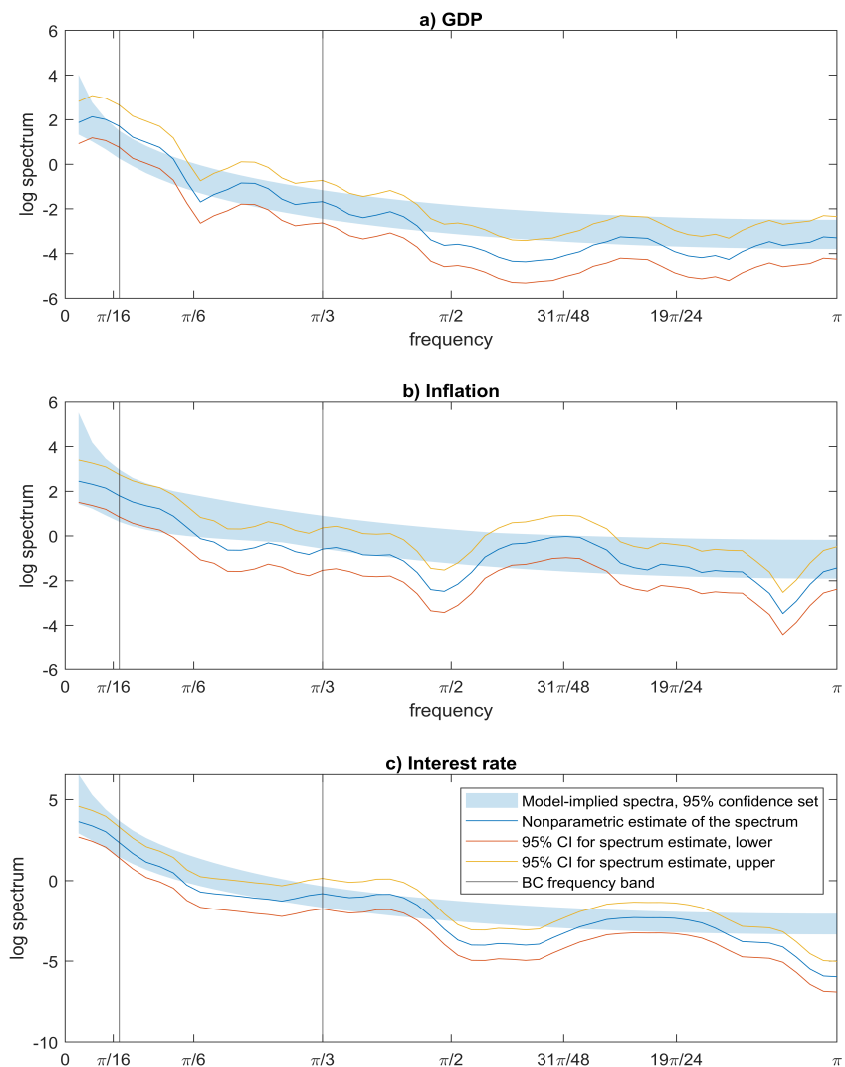 a) GDP
6
4
2
0
-2
-4
-6
log spectrum
0 π/16 π/6 π/3 π/2 31π/48 19π/24 π
frequency
b) Inflation
6
4
2
0
-2
-4
-6
log spectrum
0 π/16 π/6 π/3 π/2 31π/48 19π/24 π
frequency
c) Interest rate
5
0
-5
-10
log spectrum
Model-implied spectra, 95% confidence set
Nonparametric estimate of the spectrum
95% CI for spectrum estimate, lower
95% CI for spectrum estimate, upper
BC frequency band
0 π/16 π/6 π/3 π/2 31π/48 19π/24 π